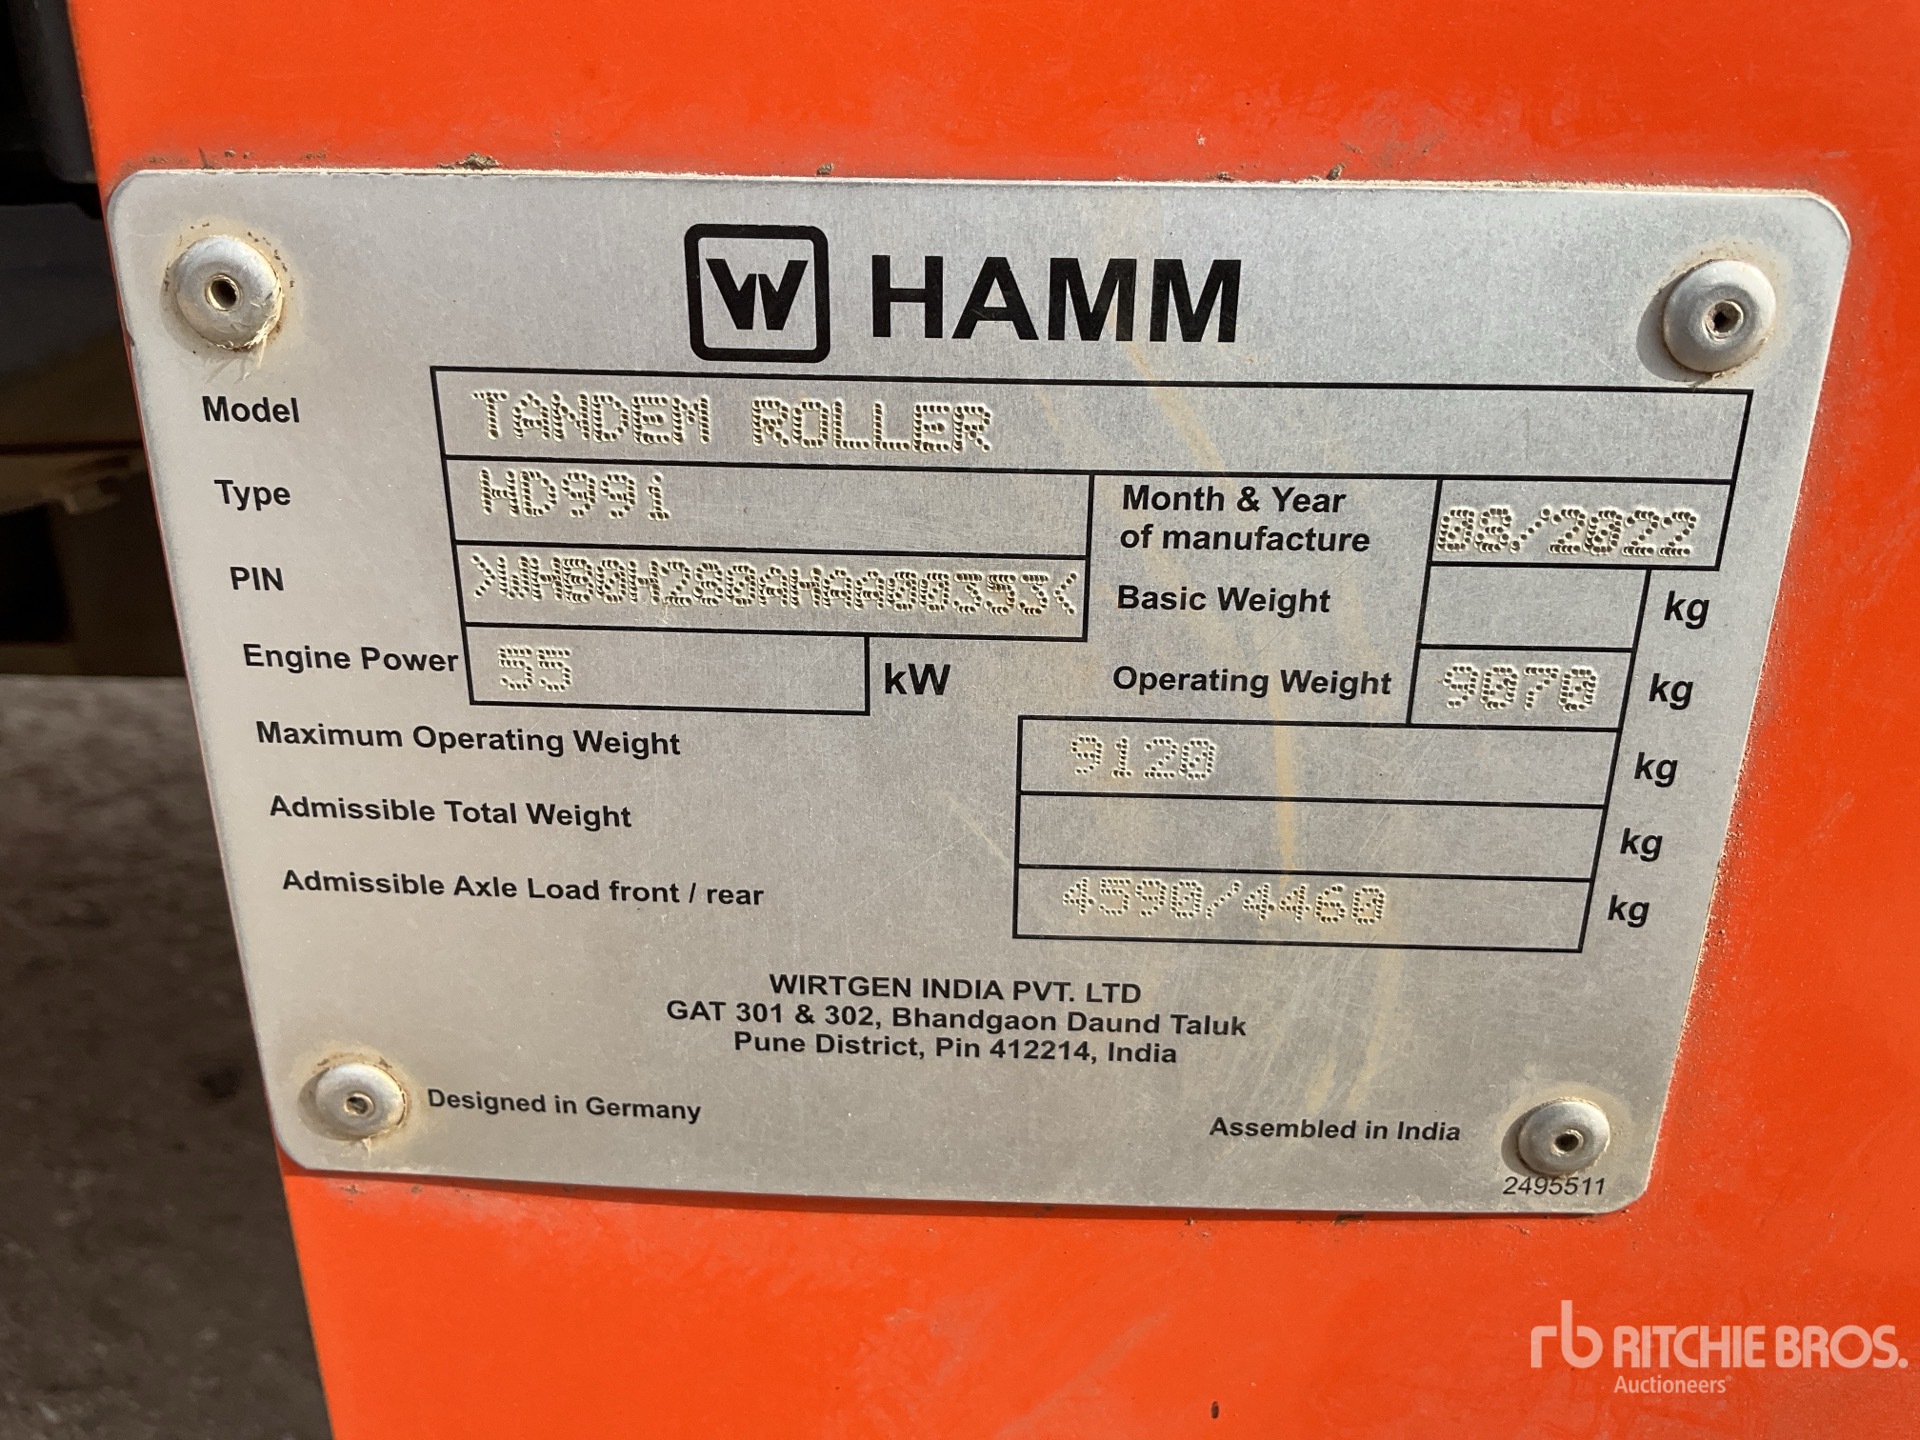 W HAMM
Model TANDEM ROLLER
Type HD99i
Month & Year of manufacture 08/2022
PIN >WHB0H280AHAA00353<
Basic Weight kg
Engine Power 55 kW
Operating Weight 9070 kg
Maximum Operating Weight 9120 kg
Admissible Total Weight kg
Admissible Axle Load front / rear 4590/4460 kg
WIRTGEN INDIA PVT. LTD
GAT 301 & 302, Bhandgaon Daund Taluk
Pune District, Pin 412214, India
Designed in Germany
Assembled in India
2495511
rb RITCHIE BROS.
Auctioneers